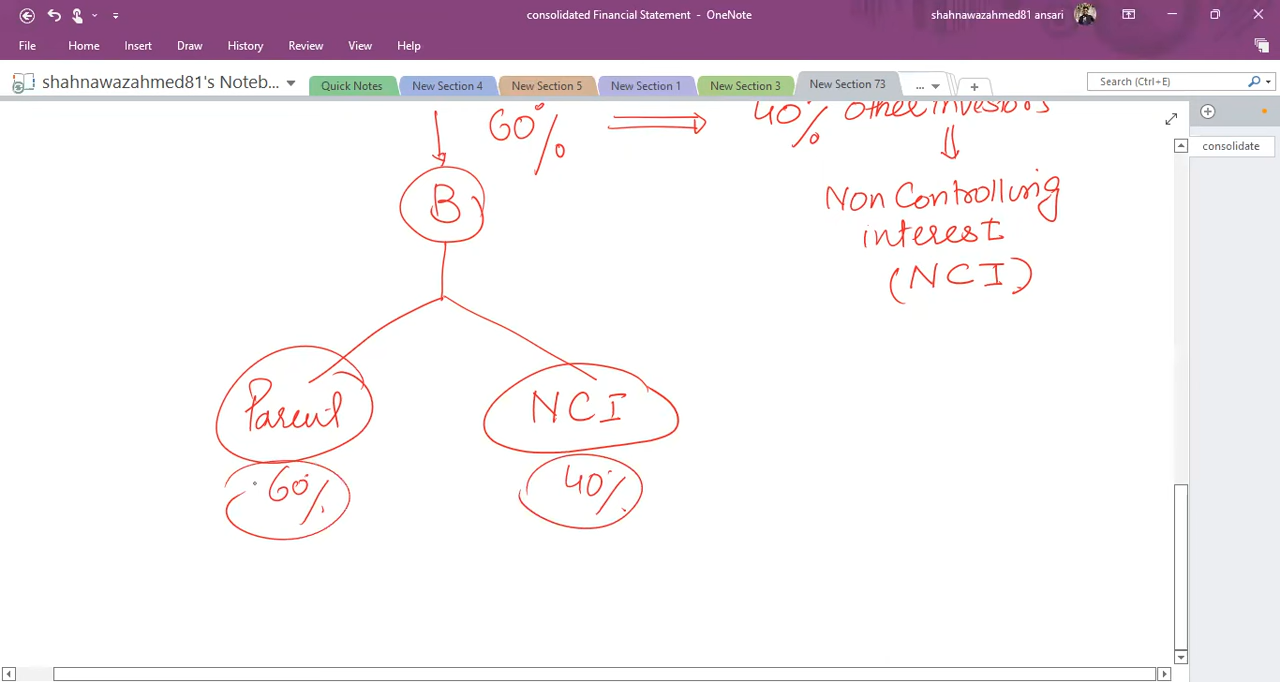 consolidated Financial Statement - OneNote
shahnawazahmed81 ansari
File Home Insert Draw History Review View Help
shahnawazahmed81's Noteb...
Quick Notes New Section 4 New Section 5 New Section 1 New Section 3 New Section 73 ...
Search (Ctrl+E)
consolidate
60% 40% other investors
B
Non Controlling
interest
(NCI)
Parent NCI
60% 40%